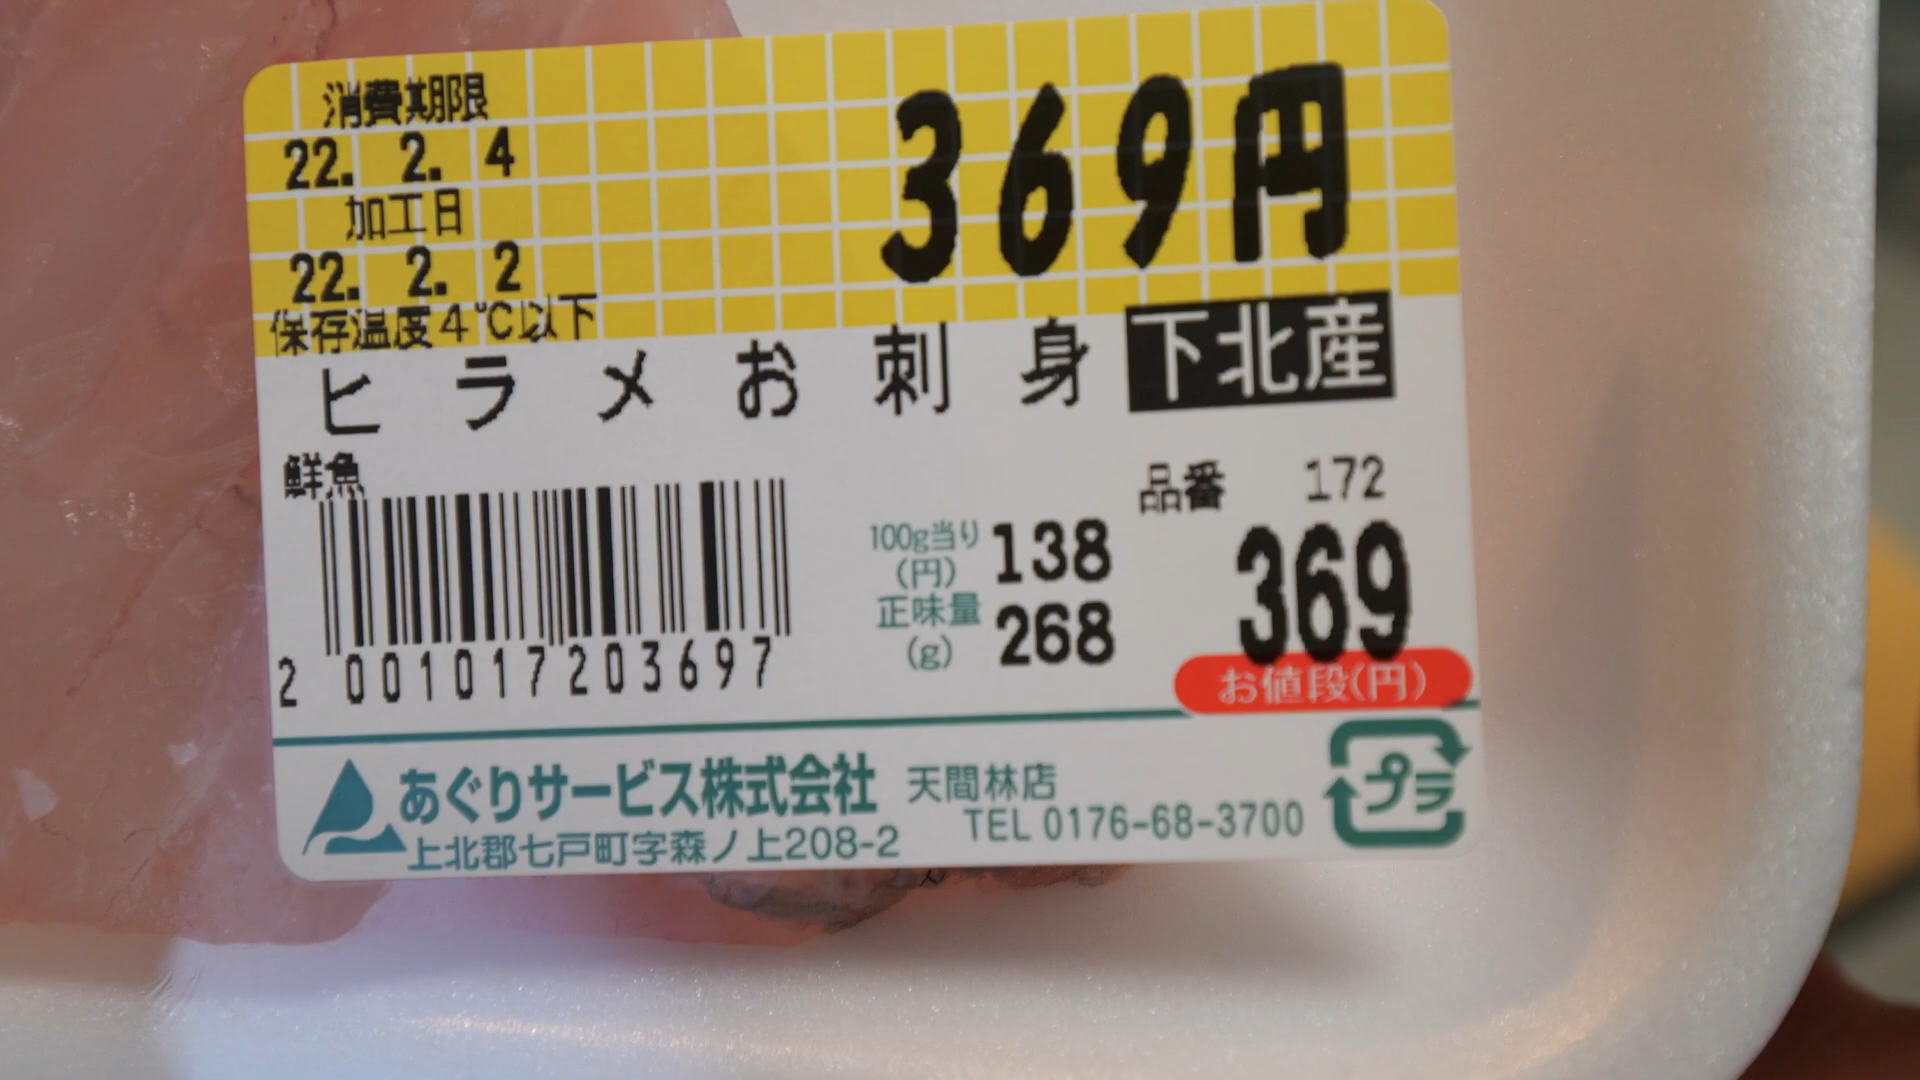 消費期限
22. 2. 4
加工日
22. 2. 2
保存温度4℃以下
369円
ヒラメお刺身 下北産
鮮魚
2 001017203697
100g当り(円) 138
正味量(g) 268
品番 172
369
お値段(円)
あぐりサービス株式会社 天間林店
上北郡七戸町字森ノ上208-2 TEL 0176-68-3700
プラ